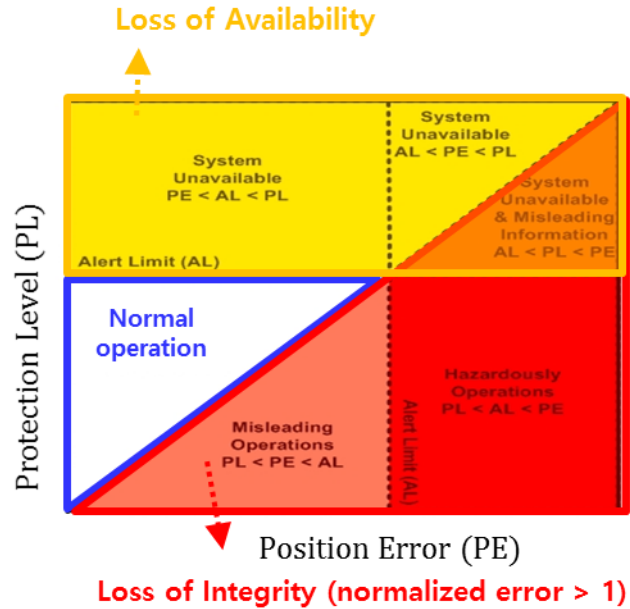 Loss of Availability
System
Unavailable
AL < PE < PL
System
Unavailable
PE < AL < PL
System
Unavailable
& Misleading
Information
AL < PL < PE
Alert Limit (AL)
Normal
operation
Protection Level (PL)
Hazardously
Operations
PL < AL < PE
Misleading
Operations
PL < PE < AL
Alert Limit (AL)
Position Error (PE)
Loss of Integrity (normalized error > 1)